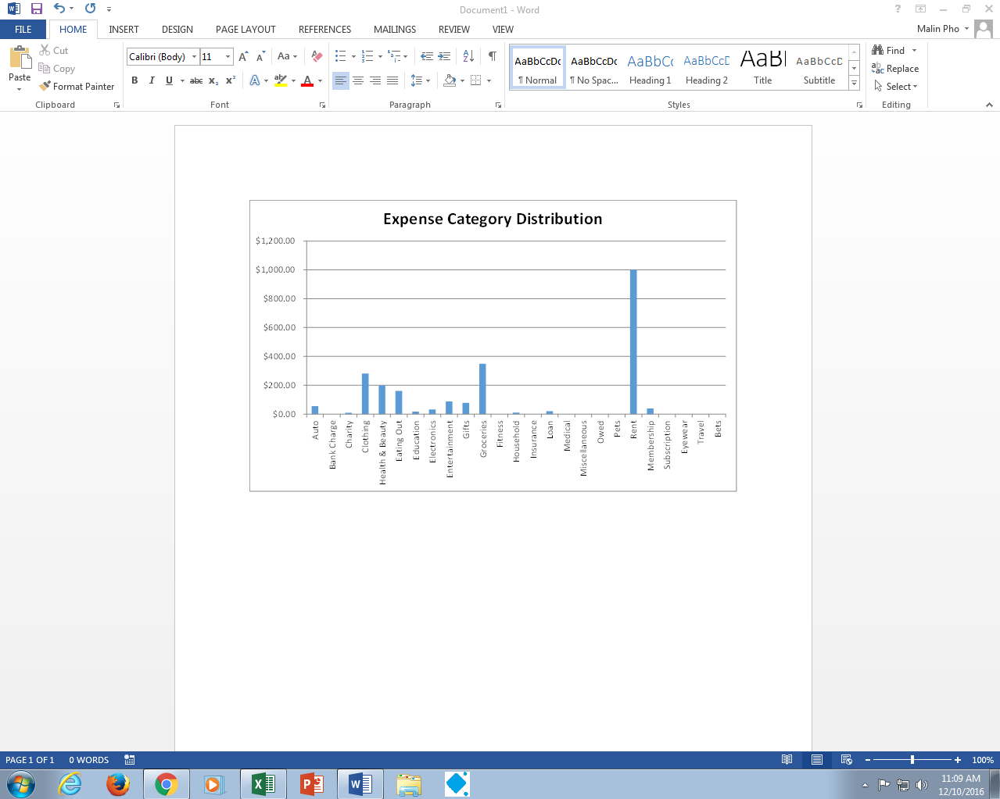 Document1 - Word
FILE HOME INSERT DESIGN PAGE LAYOUT REFERENCES MAILINGS REVIEW VIEW Malin Pho
Paste
Cut
Copy
Format Painter
Clipboard
Calibri (Body) 11
Font
Paragraph
AaBbCcDc AaBbCcDc AaBbCc AaBbCcD AaBl AaBbCcD
¶ Normal ¶ No Spac... Heading 1 Heading 2 Title Subtitle
Styles
Find
Replace
Select
Editing
Expense Category Distribution
$1,200.00
$1,000.00
$800.00
$600.00
$400.00
$200.00
$0.00
Auto
Bank Charge
Charity
Clothing
Health & Beauty
Eating Out
Education
Electronics
Entertainment
Gifts
Groceries
Fitness
Household
Insurance
Loan
Medical
Miscellaneous
Owed
Pets
Rent
Membership
Subscription
Eyewear
Travel
Bets
PAGE 1 OF 1 0 WORDS 100%
11:09 AM
12/10/2016